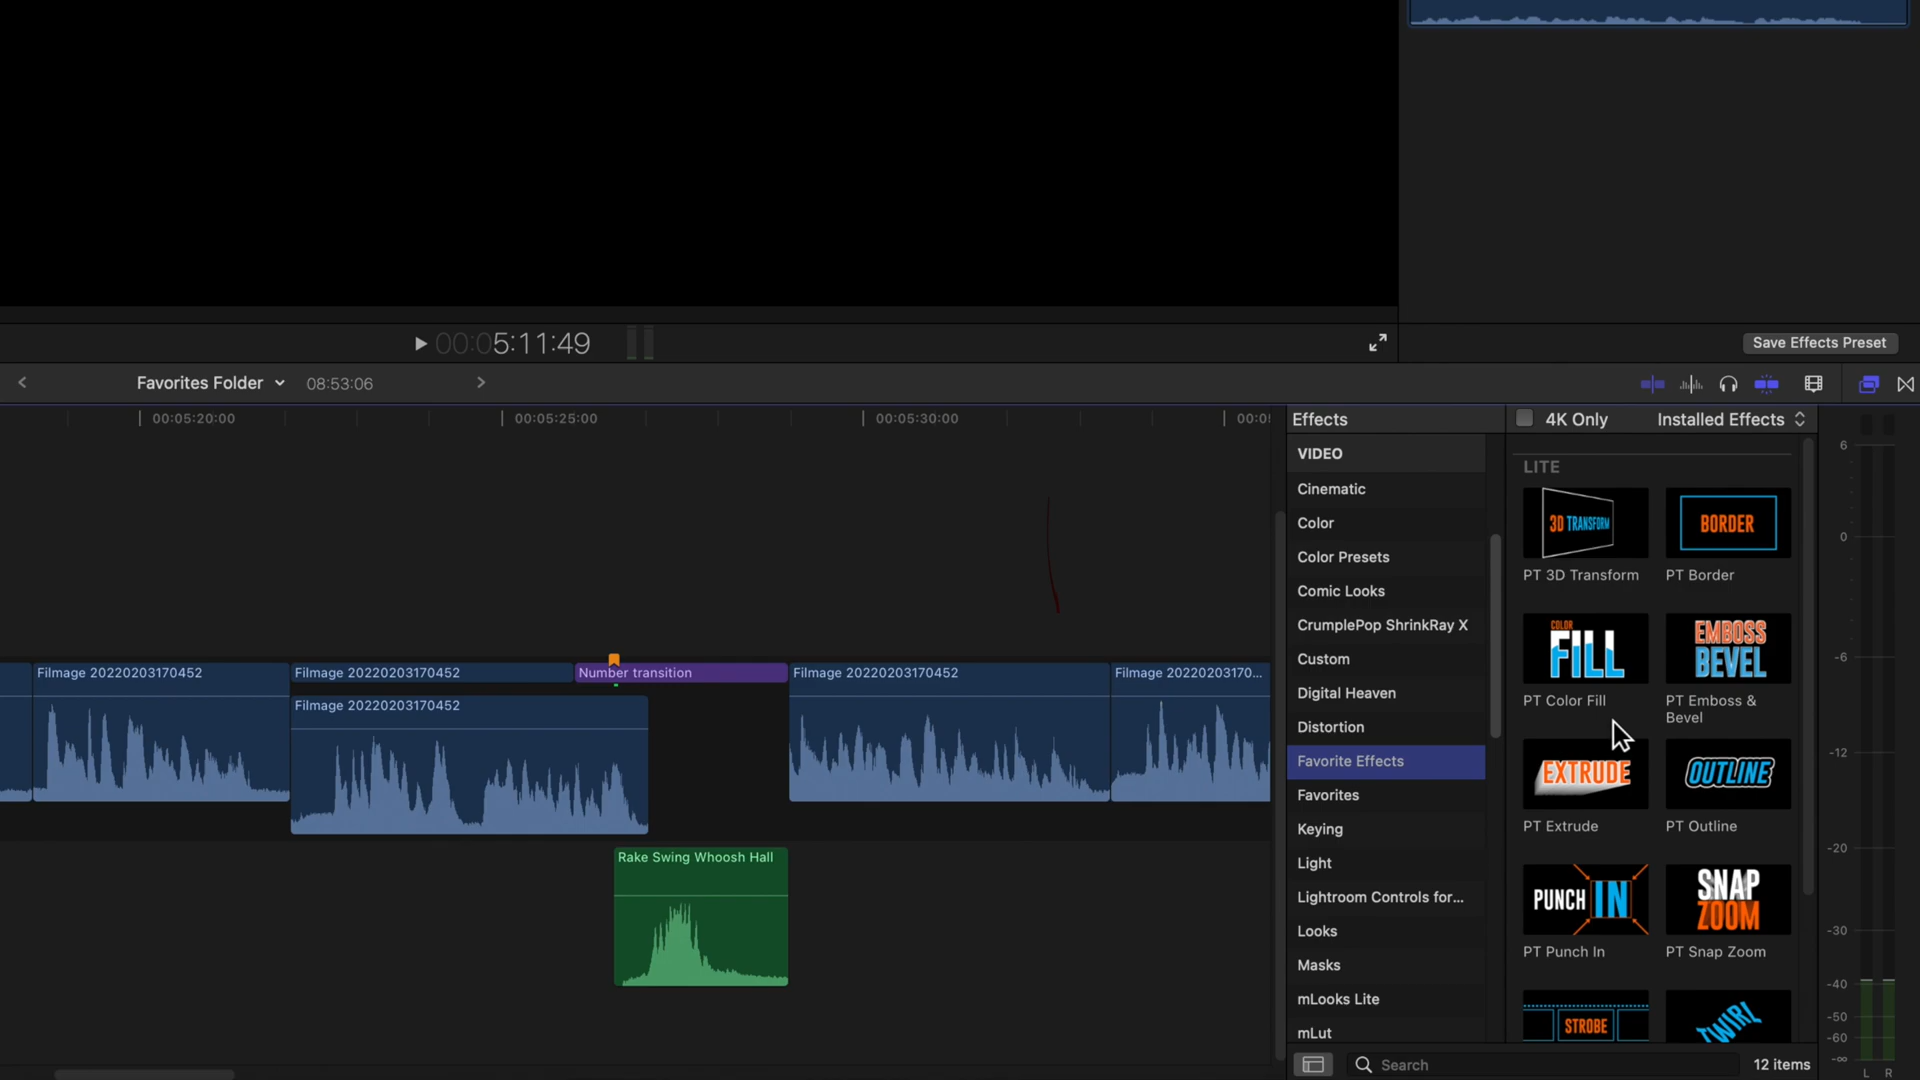 00:05:11:49
Save Effects Preset
Favorites Folder
08:53:06
00:05:20:00
00:05:25:00
00:05:30:00
Effects
4K Only
Installed Effects
VIDEO
Cinematic
Color
Color Presets
Comic Looks
CrumplePop ShrinkRay X
Custom
Digital Heaven
Distortion
Favorite Effects
Favorites
Keying
Light
Lightroom Controls for...
Looks
Masks
mLooks Lite
mLut
LITE
3D TRANSFORM
BORDER
PT 3D Transform
PT Border
COLOR
FILL
EMBOSS
BEVEL
PT Color Fill
PT Emboss &
Bevel
EXTRUDE
OUTLINE
PT Extrude
PT Outline
PUNCH IN
SNAP
ZOOM
PT Punch In
PT Snap Zoom
STROBE
TWIRL
Search
12 items
Filmage 20220203170452
Filmage 20220203170452
Number transition
Filmage 20220203170452
Filmage 20220203170...
Filmage 20220203170452
Rake Swing Whoosh Hall
6
0
-6
-12
-20
-30
-40
-50
-60
-∞
L R